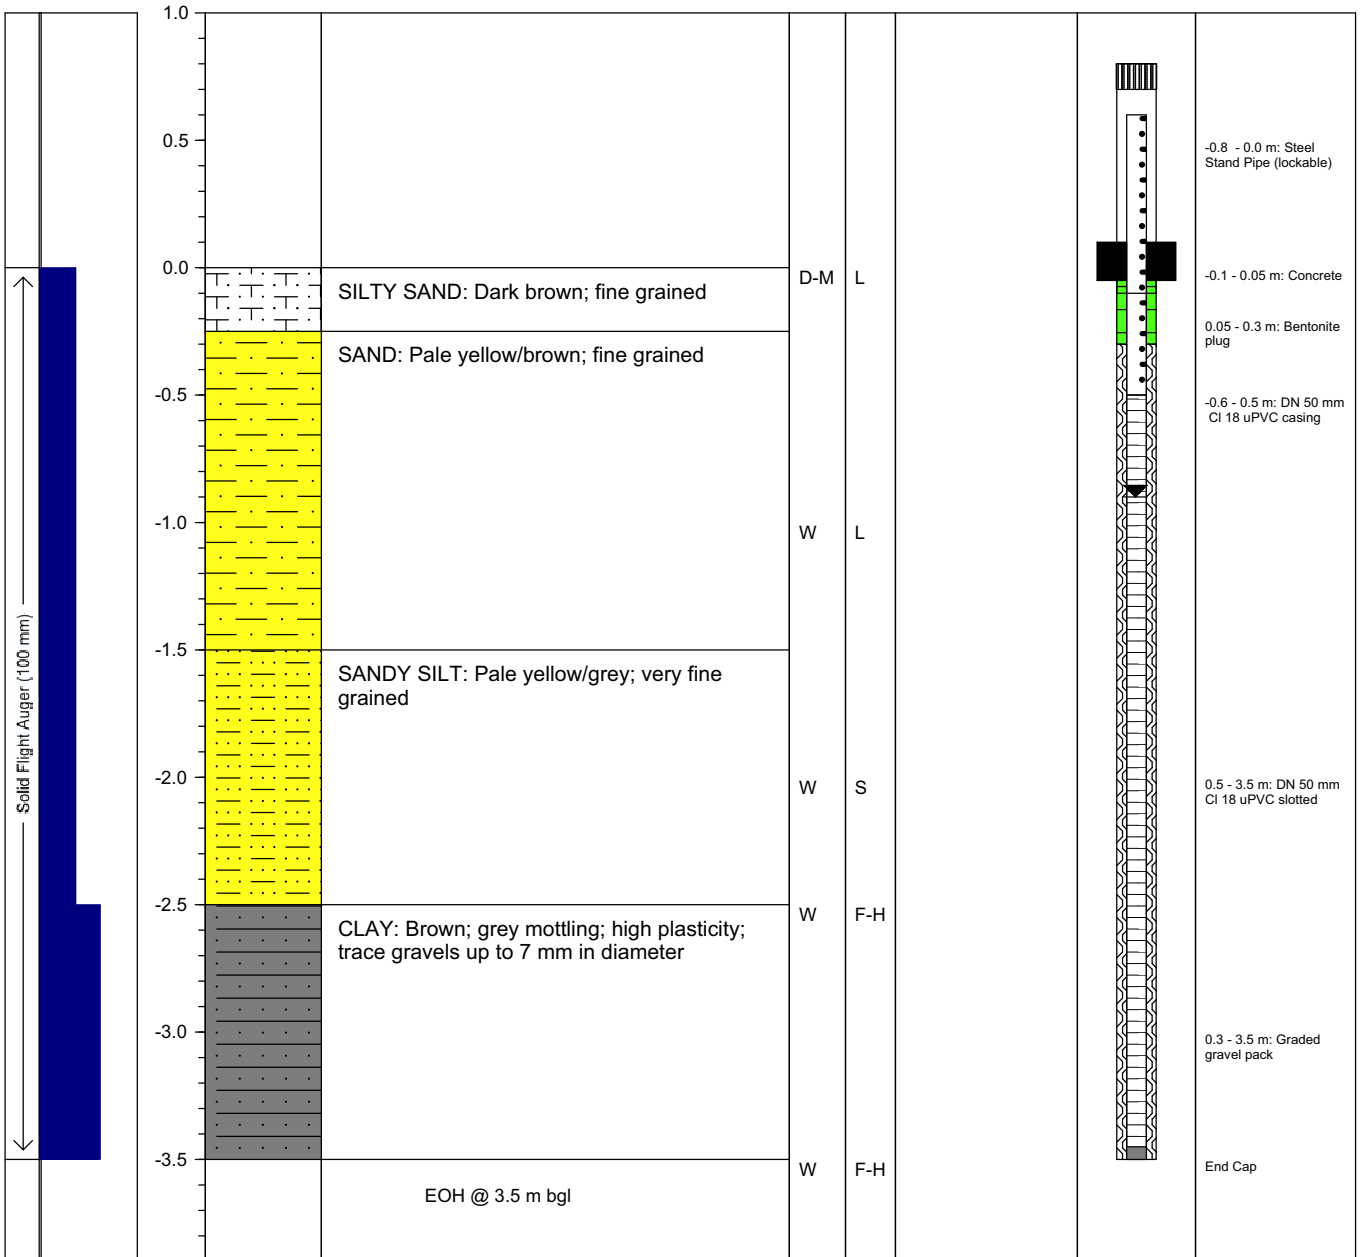 1.0
0.5
-0.8 - 0.0 m: Steel
Stand Pipe (lockable)
0.0
D-M
L
SILTY SAND: Dark brown; fine grained
-0.1 - 0.05 m: Concrete
0.05 - 0.3 m: Bentonite
plug
SAND: Pale yellow/brown; fine grained
-0.5
-0.6 - 0.5 m: DN 50 mm
Cl 18 uPVC casing
-1.0
W
L
Solid Flight Auger (100 mm)
-1.5
SANDY SILT: Pale yellow/grey; very fine
grained
-2.0
W
S
0.5 - 3.5 m: DN 50 mm
Cl 18 uPVC slotted
-2.5
W
F-H
CLAY: Brown; grey mottling; high plasticity;
trace gravels up to 7 mm in diameter
-3.0
0.3 - 3.5 m: Graded
gravel pack
-3.5
W
F-H
End Cap
EOH @ 3.5 m bgl